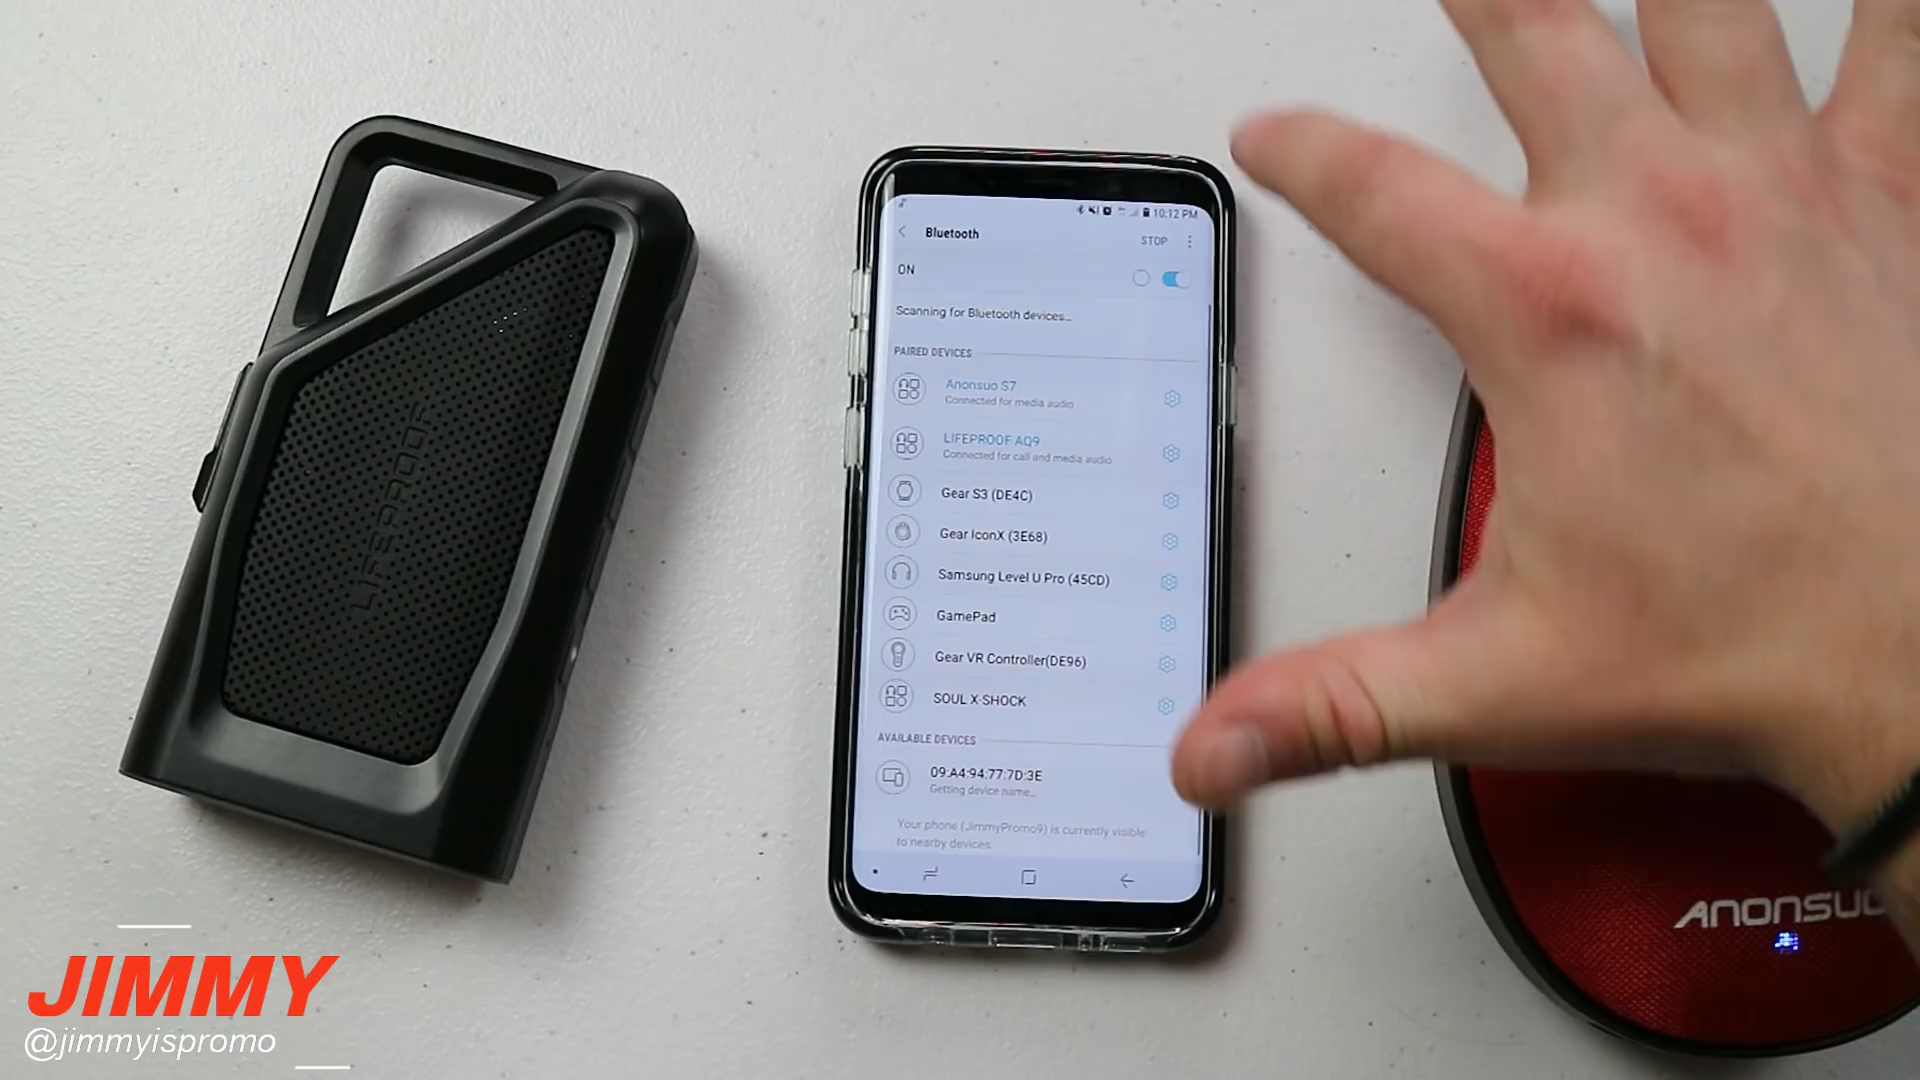 LIFEPROOF
10:12 PM
Bluetooth
STOP
ON
Scanning for Bluetooth devices...
PAIRED DEVICES
Anonsuo S7
Connected for media audio
LIFEPROOF AQ9
Connected for call and media audio
Gear S3 (DE4C)
Gear IconX (3E68)
Samsung Level U Pro (45CD)
GamePad
Gear VR Controller(DE96)
SOUL X-SHOCK
AVAILABLE DEVICES
09:A4:94:77:7D:3E
Getting device name...
Your phone (JimmyPromo9) is currently visible
to nearby devices.
ANONSUO
JIMMY
@jimmyispromo